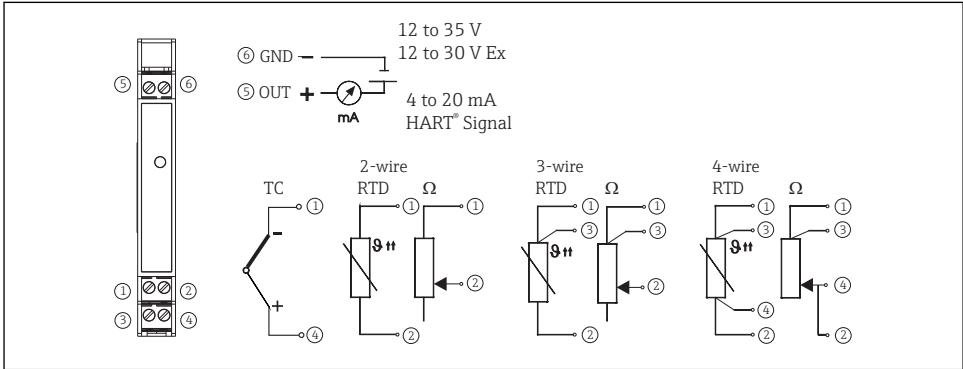 12 to 35 V
⑥ GND - 12 to 30 V Ex
⑤ ⑥
⑤ OUT +
4 to 20 mA
mA
HART® Signal
2-wire 3-wire 4-wire
TC RTD Ω RTD Ω RTD Ω
① ① ① ① ① ① ①
③ ③ ③ ③
- ϑ ↑↑ ϑ ↑↑ ϑ ↑↑
① ② ② ② ④
+ ④
③ ④ ④ ② ② ② ②